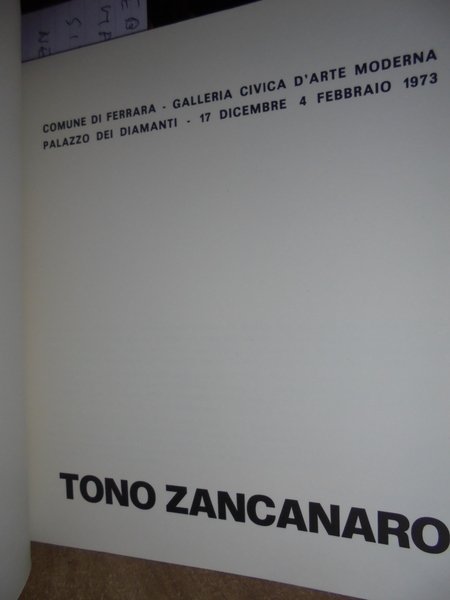 COMUNE DI FERRARA - GALLERIA CIVICA D'ARTE MODERNA
PALAZZO DEI DIAMANTI - 17 DICEMBRE 4 FEBBRAIO 1973
TONO ZANCANARO